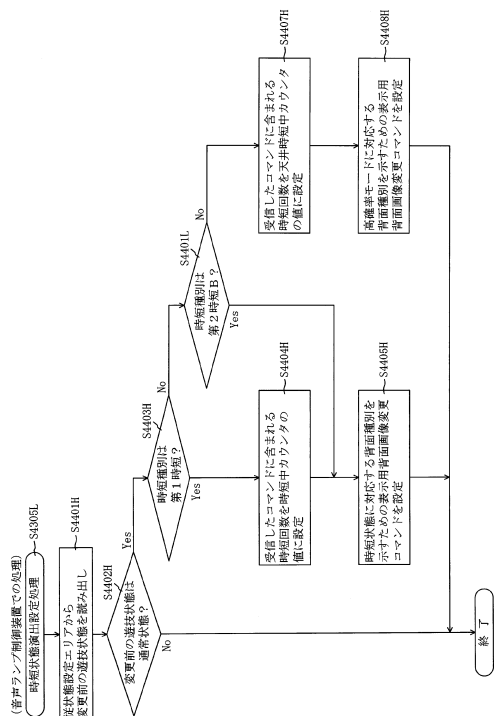 (音声ランプ制御装置での処理)
時短状態演出設定処理
S4305L
従状態設定エリアから
変更前の遊技状態を読み出し
S4401H
変更前の遊技状態は
通常状態?
S4402H
Yes
No
時短種別は
第1時短?
S4403H
No
Yes
時短種別は
第2時短B?
S4401L
No
Yes
受信したコマンドに含まれる
時短回数を時短中カウンタの
値に設定
S4404H
受信したコマンドに含まれる
時短回数を天井時短中カウンタ
の値に設定
S4407H
時短状態に対応する背面種別を
示すための表示用背面画像変更
コマンドを設定
S4405H
高確率モードに対応する
背面種別を示すための表示用
背面画像変更コマンドを設定
S4408H
終了